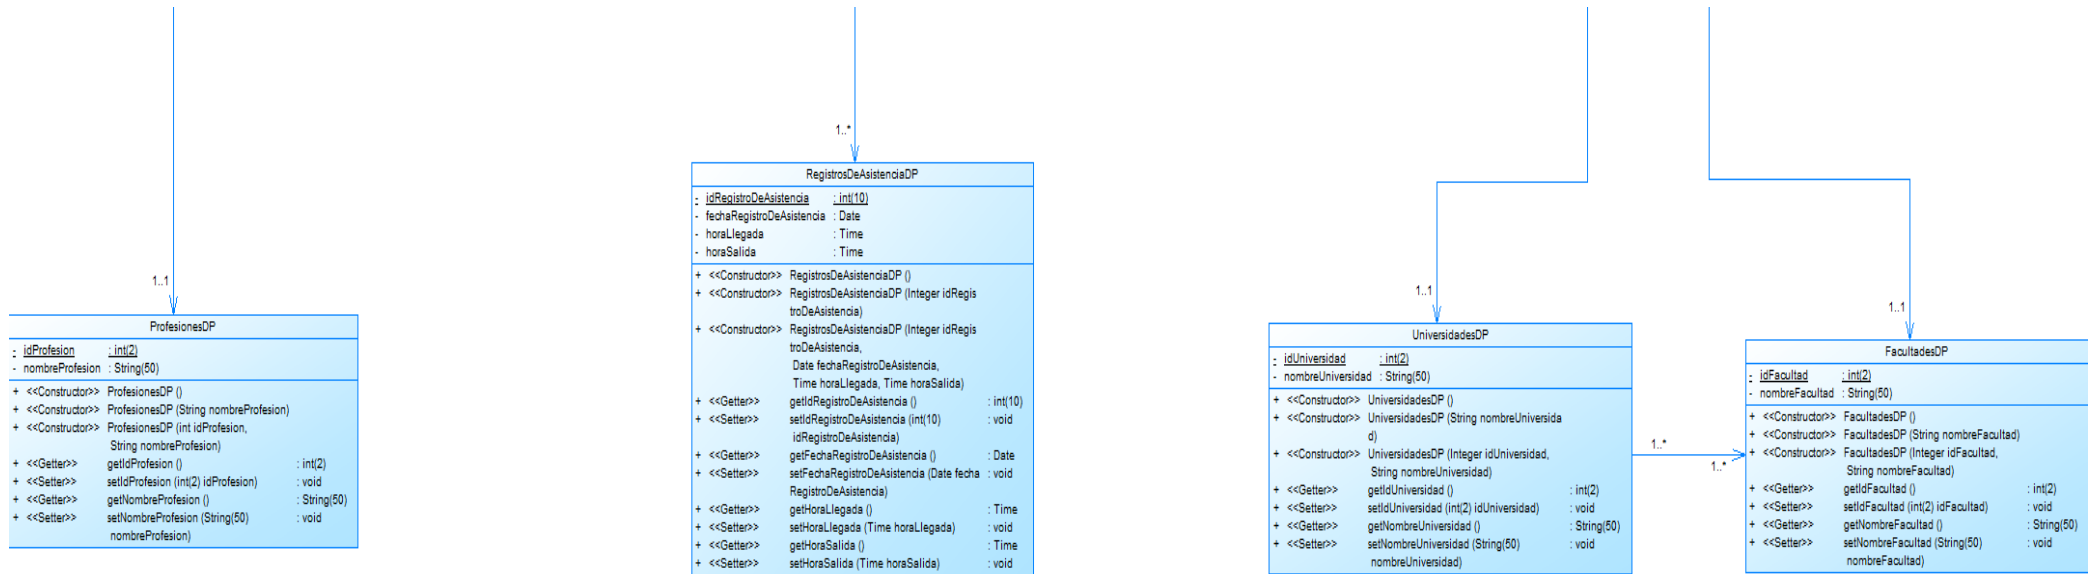 1..1
ProfesionesDP
- idProfesion : int(2)
- nombreProfesion : String(50)
+ <<Constructor>> ProfesionesDP ()
+ <<Constructor>> ProfesionesDP (String nombreProfesion)
+ <<Constructor>> ProfesionesDP (int idProfesion,
String nombreProfesion)
+ <<Getter>> getIdProfesion () : int(2)
+ <<Setter>> setIdProfesion (int(2) idProfesion) : void
+ <<Getter>> getNombreProfesion () : String(50)
+ <<Setter>> setNombreProfesion (String(50) : void
nombreProfesion)
1..*
RegistrosDeAsistenciaDP
- idRegistroDeAsistencia : int(10)
- fechaRegistroDeAsistencia : Date
- horaLlegada : Time
- horaSalida : Time
+ <<Constructor>> RegistrosDeAsistenciaDP ()
+ <<Constructor>> RegistrosDeAsistenciaDP (Integer idRegis
troDeAsistencia)
+ <<Constructor>> RegistrosDeAsistenciaDP (Integer idRegis
troDeAsistencia,
Date fechaRegistroDeAsistencia,
Time horaLlegada, Time horaSalida)
+ <<Getter>> getIdRegistroDeAsistencia () : int(10)
+ <<Setter>> setIdRegistroDeAsistencia (int(10) : void
idRegistroDeAsistencia)
+ <<Getter>> getFechaRegistroDeAsistencia () : Date
+ <<Setter>> setFechaRegistroDeAsistencia (Date fecha : void
RegistroDeAsistencia)
+ <<Getter>> getHoraLlegada () : Time
+ <<Setter>> setHoraLlegada (Time horaLlegada) : void
+ <<Getter>> getHoraSalida () : Time
+ <<Setter>> setHoraSalida (Time horaSalida) : void
1..1
UniversidadesDP
- idUniversidad : int(2)
- nombreUniversidad : String(50)
+ <<Constructor>> UniversidadesDP ()
+ <<Constructor>> UniversidadesDP (String nombreUniversida
d)
+ <<Constructor>> UniversidadesDP (Integer idUniversidad,
String nombreUniversidad)
+ <<Getter>> getIdUniversidad () : int(2)
+ <<Setter>> setIdUniversidad (int(2) idUniversidad) : void
+ <<Getter>> getNombreUniversidad () : String(50)
+ <<Setter>> setNombreUniversidad (String(50) : void
nombreUniversidad)
1..*
1..*
1..1
FacultadesDP
- idFacultad : int(2)
- nombreFacultad : String(50)
+ <<Constructor>> FacultadesDP ()
+ <<Constructor>> FacultadesDP (String nombreFacultad)
+ <<Constructor>> FacultadesDP (Integer idFacultad,
String nombreFacultad)
+ <<Getter>> getIdFacultad () : int(2)
+ <<Setter>> setIdFacultad (int(2) idFacultad) : void
+ <<Getter>> getNombreFacultad () : String(50)
+ <<Setter>> setNombreFacultad (String(50) : void
nombreFacultad)